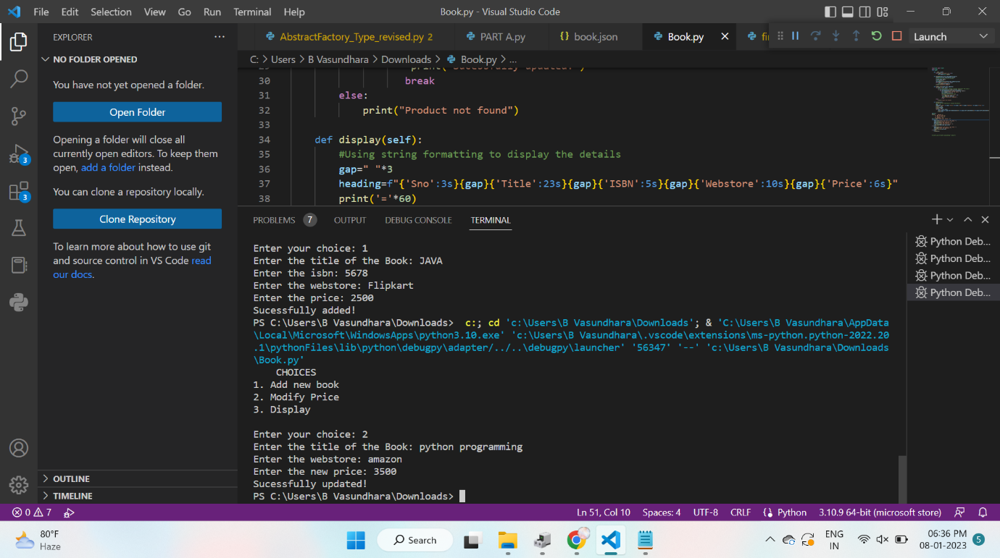 File Edit Selection View Go Run Terminal Help
Book.py - Visual Studio Code
EXPLORER
AbstractFactory_Type_revised.py 2
PART A.py
{} book.json
Book.py
Launch
NO FOLDER OPENED
C: > Users > B Vasundhara > Downloads > Book.py > ...
You have not yet opened a folder.
Open Folder
Opening a folder will close all
currently open editors. To keep them
open, add a folder instead.
You can clone a repository locally.
Clone Repository
To learn more about how to use git
and source control in VS Code read
our docs.
3
3
OUTLINE
TIMELINE
30 break
31 else:
32 print("Product not found")
33
34 def display(self):
35 #Using string formatting to display the details
36 gap=" "*3
37 heading=f"{'Sno':3s}{gap}{'Title':23s}{gap}{'ISBN':5s}{gap}{'Webstore':10s}{gap}{'Price':6s}"
38 print('='*60)
PROBLEMS 7 OUTPUT DEBUG CONSOLE TERMINAL
Enter your choice: 1
Enter the title of the Book: JAVA
Enter the isbn: 5678
Enter the webstore: Flipkart
Enter the price: 2500
Sucessfully added!
PS C:\Users\B Vasundhara\Downloads>  c:; cd 'c:\Users\B Vasundhara\Downloads'; & 'C:\Users\B Vasundhara\AppData
\Local\Microsoft\WindowsApps\python3.10.exe' 'c:\Users\B Vasundhara\.vscode\extensions\ms-python.python-2022.20
.1\pythonFiles\lib\python\debugpy\adapter/../..\debugpy\launcher' '56347' '--' 'c:\Users\B Vasundhara\Downloads
\Book.py'
CHOICES
1. Add new book
2. Modify Price
3. Display
Enter your choice: 2
Enter the title of the Book: python programming
Enter the webstore: amazon
Enter the new price: 3500
Sucessfully updated!
PS C:\Users\B Vasundhara\Downloads>
Python Deb...
Python Deb...
Python Deb...
Python Deb...
0 7
Ln 51, Col 10 Spaces: 4 UTF-8 CRLF Python 3.10.9 64-bit (microsoft store)
80°F
Haze
Search
ENG
IN
06:36 PM
08-01-2023
5